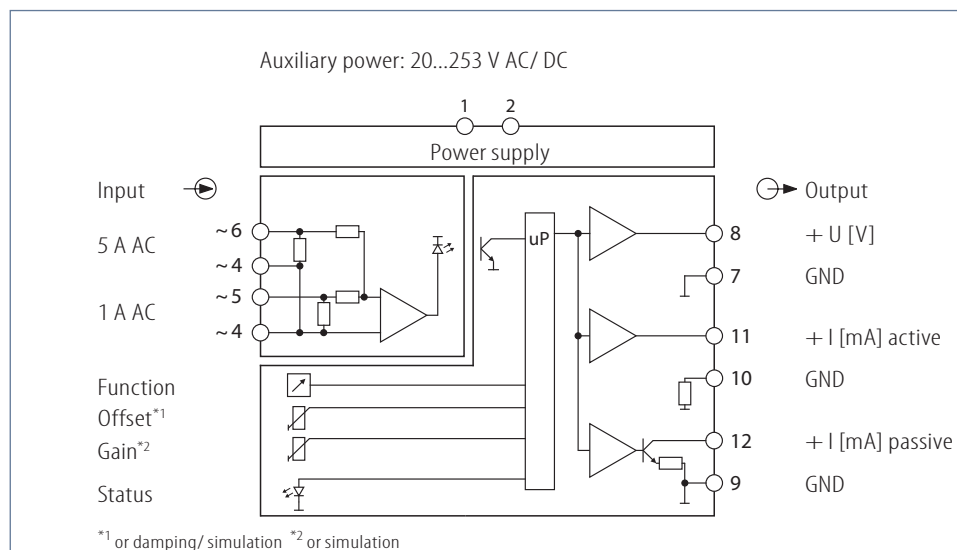 Auxiliary power: 20...253 V AC/ DC
1 2
Power supply
Input
Output
5 A AC
~6
~4
1 A AC
~5
~4
uP
8 + U [V]
7 GND
11 + I [mA] active
10 GND
12 + I [mA] passive
9 GND
Function
Offset*1
Gain*2
Status
*1 or damping/ simulation *2 or simulation